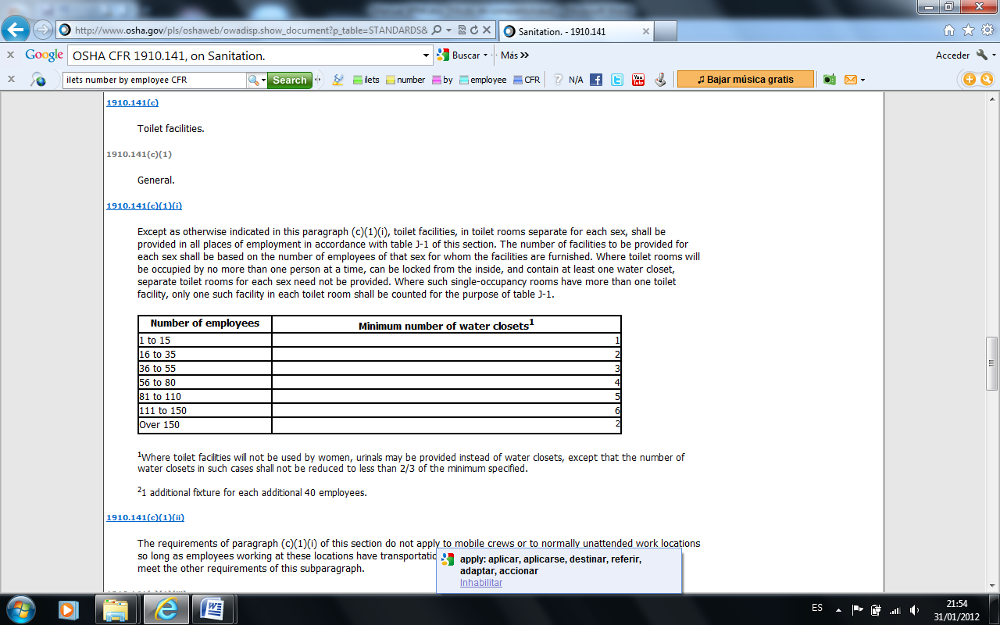 http://www.osha.gov/pls/oshaweb/owadisp.show_document?p_table=STANDARDS&
Sanitation. - 1910.141
x Google OSHA CFR 1910.141, on Sanitation. Buscar Más Acceder
x ilets number by employee CFR Search ilets number by employee CFR N/A You Tube Bajar música gratis
1910.141(c)
Toilet facilities.
1910.141(c)(1)
General.
1910.141(c)(1)(i)
Except as otherwise indicated in this paragraph (c)(1)(i), toilet facilities, in toilet rooms separate for each sex, shall be
provided in all places of employment in accordance with table J-1 of this section. The number of facilities to be provided for
each sex shall be based on the number of employees of that sex for whom the facilities are furnished. Where toilet rooms will
be occupied by no more than one person at a time, can be locked from the inside, and contain at least one water closet,
separate toilet rooms for each sex need not be provided. Where such single-occupancy rooms have more than one toilet
facility, only one such facility in each toilet room shall be counted for the purpose of table J-1.
Number of employees Minimum number of water closets1
1 to 15 1
16 to 35 2
36 to 55 3
56 to 80 4
81 to 110 5
111 to 150 6
Over 150 2
1Where toilet facilities will not be used by women, urinals may be provided instead of water closets, except that the number of
water closets in such cases shall not be reduced to less than 2/3 of the minimum specified.
21 additional fixture for each additional 40 employees.
1910.141(c)(1)(ii)
The requirements of paragraph (c)(1)(i) of this section do not apply to mobile crews or to normally unattended work locations
so long as employees working at these locations have transportatio
meet the other requirements of this subparagraph.
apply: aplicar, aplicarse, destinar, referir,
adaptar, accionar
Inhabilitar
ES
21:54
31/01/2012